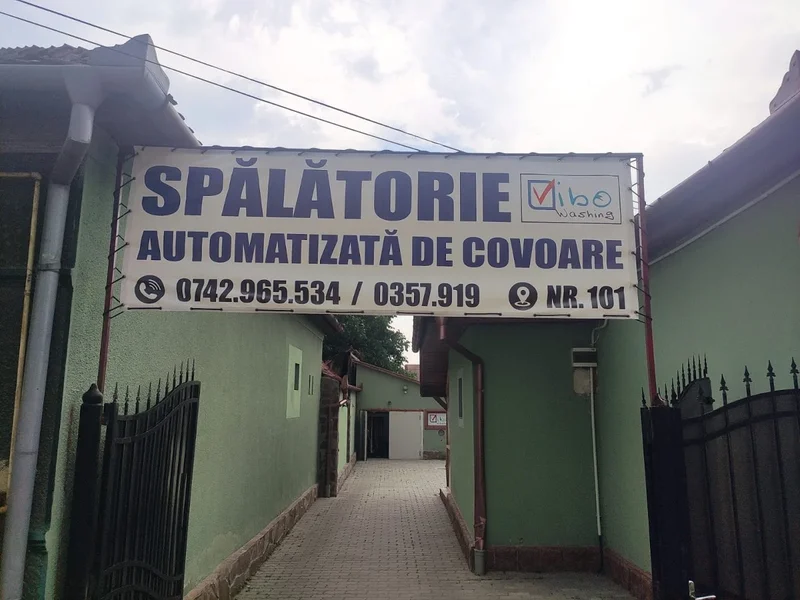 SPĂLĂTORIE
Vibo
Washing
AUTOMATIZATĂ DE COVOARE
0742.965.534 / 0357.919
NR. 101